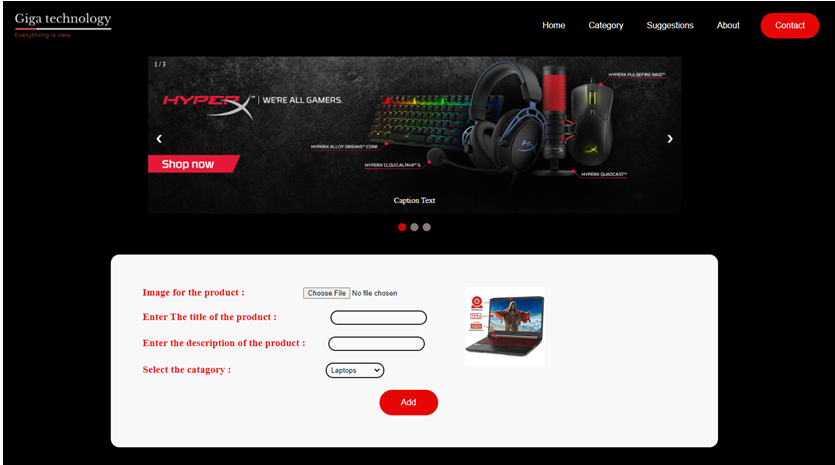 Giga technology
Everything is new
Home Category Suggestions About Contact
1 / 3
HYPERX PULSEFIRE RAID™
HYPERX™ | WE'RE ALL GAMERS.
HYPERX ALLOY ORIGINS™ CORE
❮ ❯
Shop now
HYPERX CLOUD ALPHA™ S
HYPERX QUADCAST™
Caption Text
Image for the product : Choose File No file chosen
Enter The title of the product :
Enter the description of the product :
Select the catagory : Laptops
Add